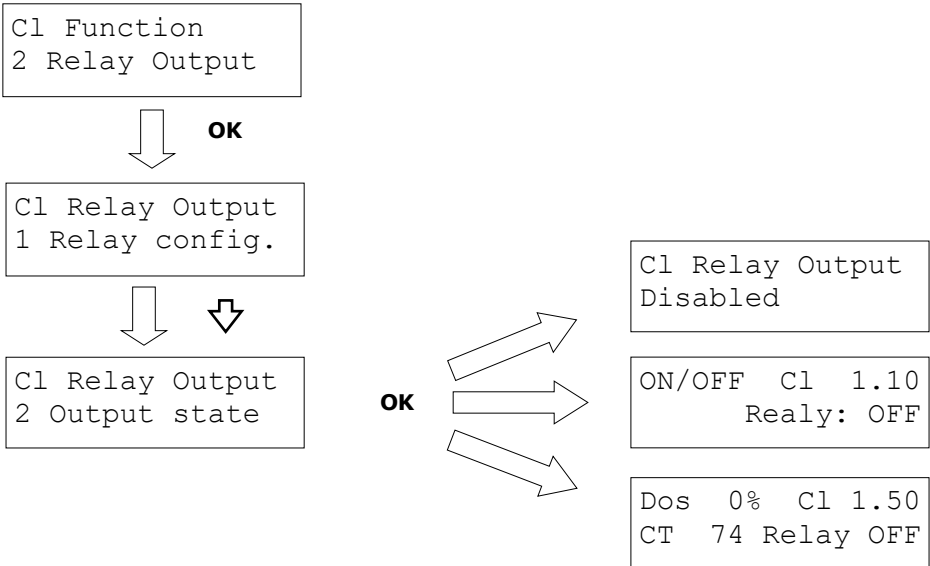 Cl Function
2 Relay Output
OK
Cl Relay Output
1 Relay config.
Cl Relay Output
2 Output state
OK
Cl Relay Output
Disabled
ON/OFF Cl 1.10
Realy: OFF
Dos 0% Cl 1.50
CT 74 Relay OFF